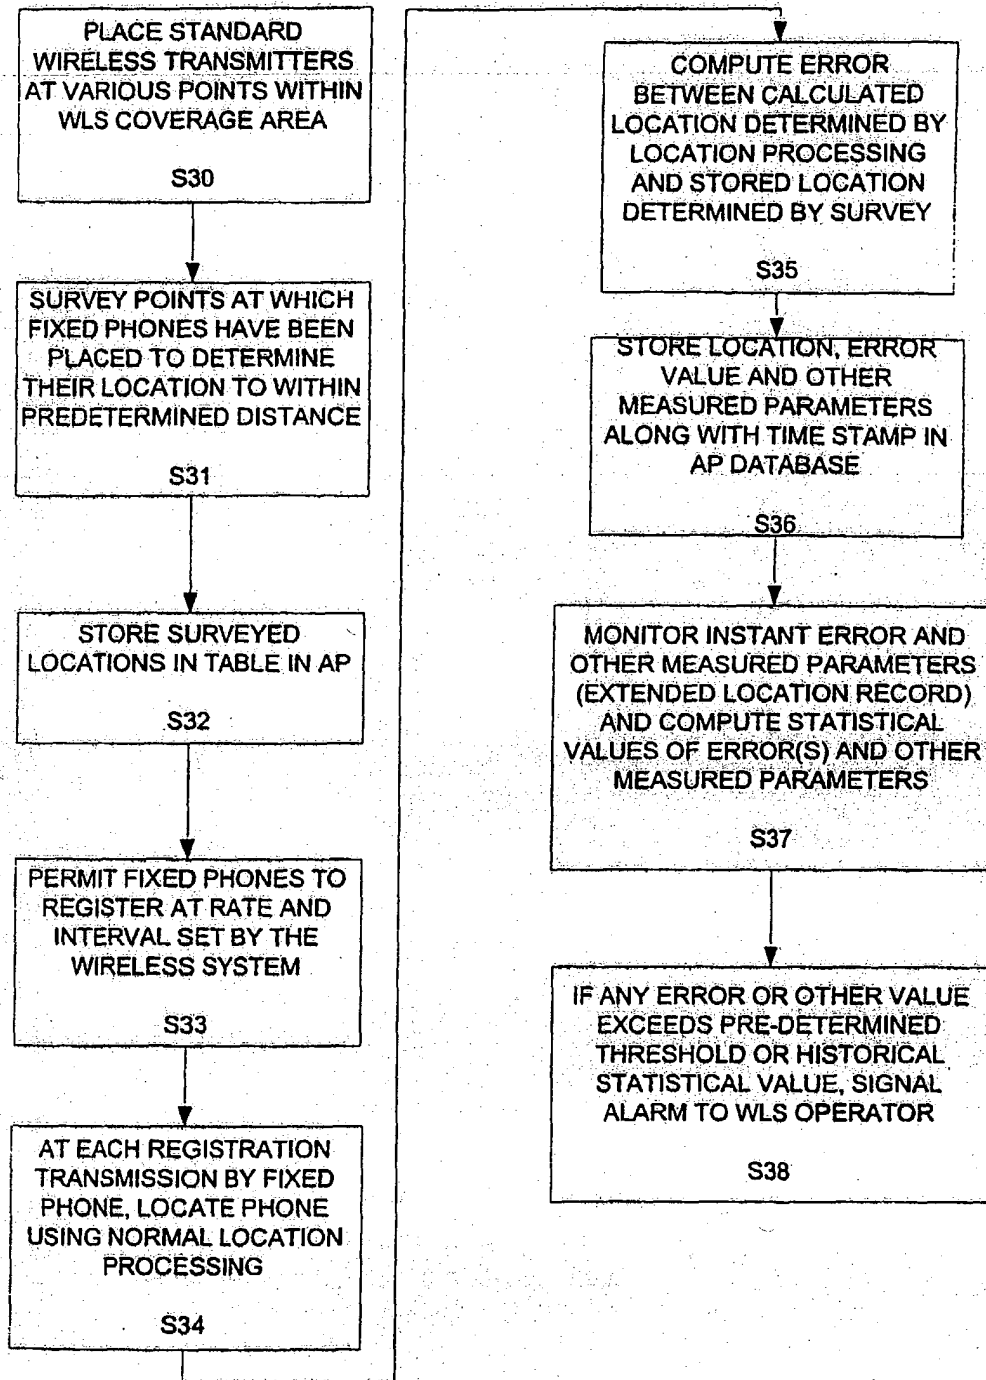 PLACE STANDARD
WIRELESS TRANSMITTERS
AT VARIOUS POINTS WITHIN
WLS COVERAGE AREA
S30
SURVEY POINTS AT WHICH
FIXED PHONES HAVE BEEN
PLACED TO DETERMINE
THEIR LOCATION TO WITHIN
PREDETERMINED DISTANCE
S31
STORE SURVEYED
LOCATIONS IN TABLE IN AP
S32
PERMIT FIXED PHONES TO
REGISTER AT RATE AND
INTERVAL SET BY THE
WIRELESS SYSTEM
S33
AT EACH REGISTRATION
TRANSMISSION BY FIXED
PHONE, LOCATE PHONE
USING NORMAL LOCATION
PROCESSING
S34
COMPUTE ERROR
BETWEEN CALCULATED
LOCATION DETERMINED BY
LOCATION PROCESSING
AND STORED LOCATION
DETERMINED BY SURVEY
S35
STORE LOCATION, ERROR
VALUE AND OTHER
MEASURED PARAMETERS
ALONG WITH TIME STAMP IN
AP DATABASE
S36
MONITOR INSTANT ERROR AND
OTHER MEASURED PARAMETERS
(EXTENDED LOCATION RECORD)
AND COMPUTE STATISTICAL
VALUES OF ERROR(S) AND OTHER
MEASURED PARAMETERS
S37
IF ANY ERROR OR OTHER VALUE
EXCEEDS PRE-DETERMINED
THRESHOLD OR HISTORICAL
STATISTICAL VALUE, SIGNAL
ALARM TO WLS OPERATOR
S38